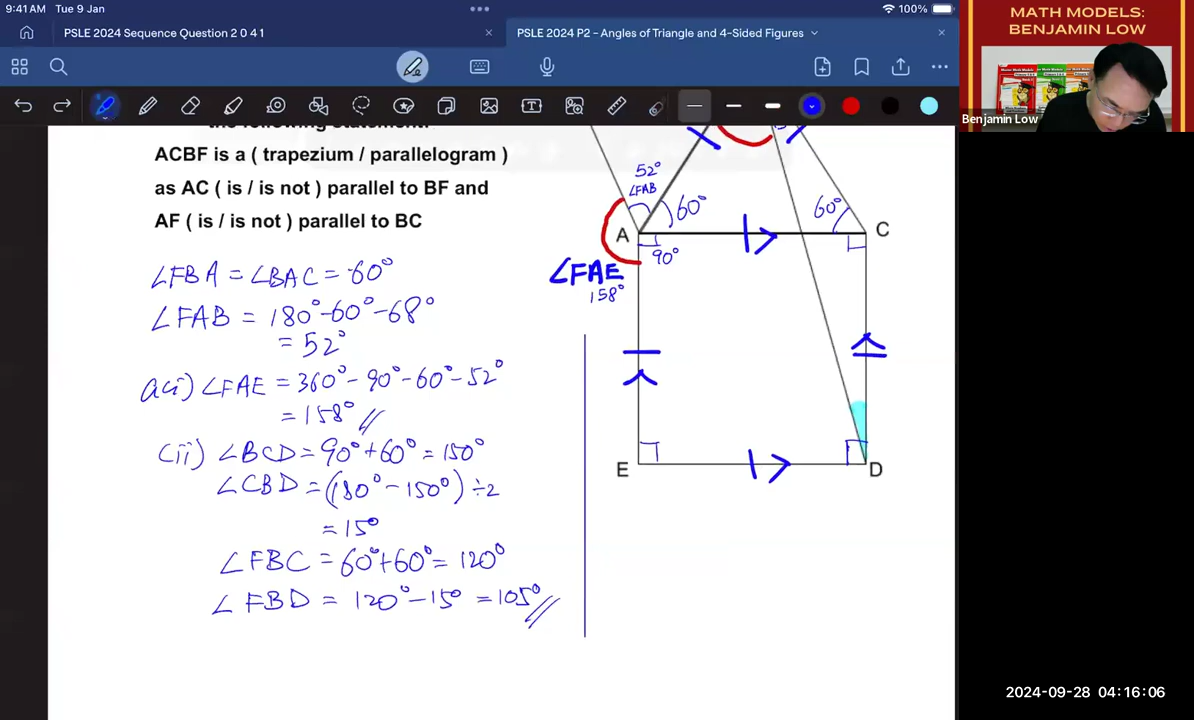 9:41 AM Tue 9 Jan
100%
PSLE 2024 Sequence Question 2 0 4 1
PSLE 2024 P2 - Angles of Triangle and 4-Sided Figures
MATH MODELS:
BENJAMIN LOW
Benjamin Low
the following statement.
ACBF is a ( trapezium / parallelogram )
as AC ( is / is not ) parallel to BF and
AF ( is / is not ) parallel to BC
∠FBA = ∠BAC = 60°
∠FAB = 180°-60°-68°
= 52°
a(i) ∠FAE = 360°-90°-60°-52°
= 158°//
(ii) ∠BCD = 90°+60° = 150°
∠CBD = (180°-150°)÷2
= 15°
∠FBC = 60°+60° = 120°
∠FBD = 120°-15° = 105°//
52°
∠FAB
60°
60°
A
C
90°
∠FAE
158°
E
D
2024-09-28 04:16:06